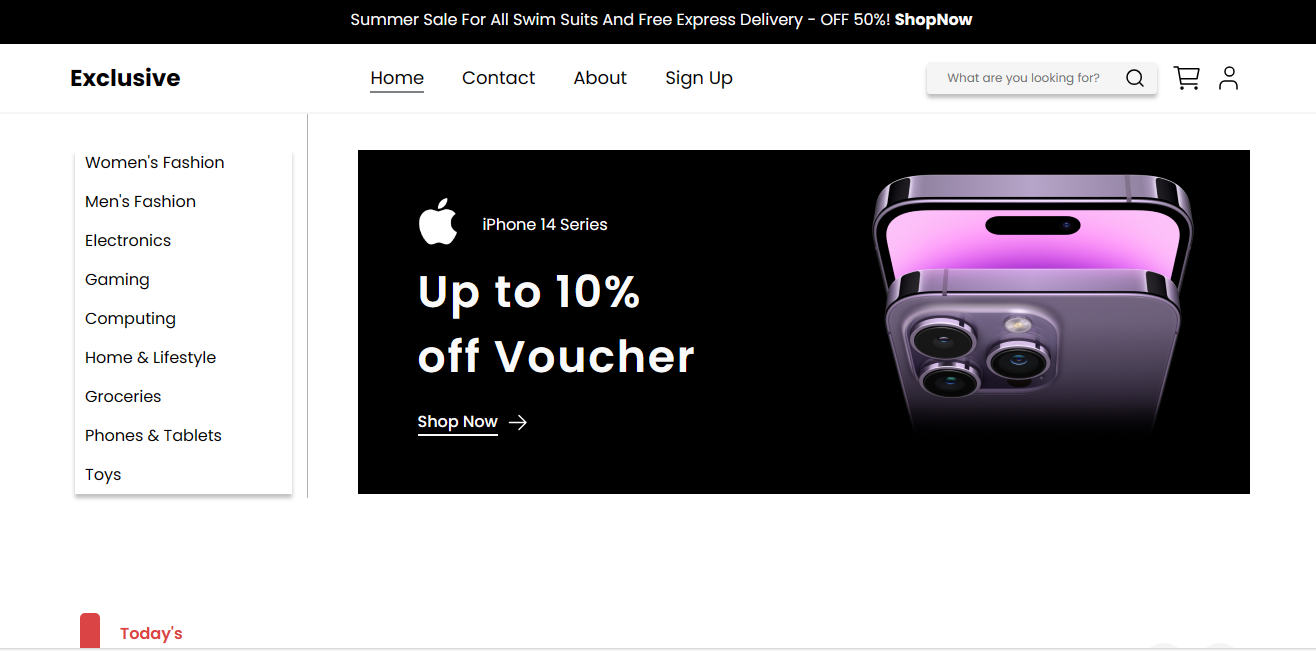 Summer Sale For All Swim Suits And Free Express Delivery - OFF 50%! ShopNow
Exclusive
Home
Contact
About
Sign Up
What are you looking for?
Women's Fashion
Men's Fashion
Electronics
Gaming
Computing
Home & Lifestyle
Groceries
Phones & Tablets
Toys
iPhone 14 Series
Up to 10%
off Voucher
Shop Now
Today's